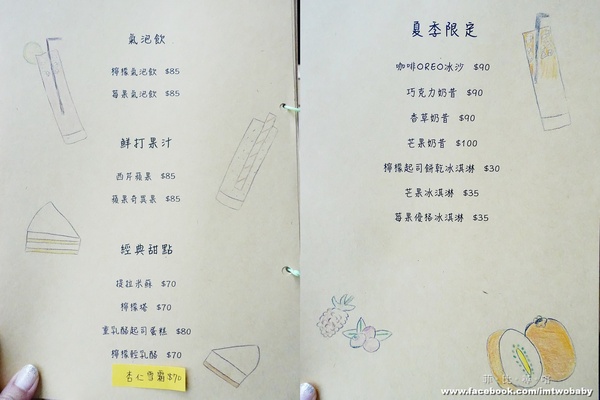 氣泡飲
檸檬氣泡飲 $85
莓果氣泡飲 $85
鮮打果汁
西芹蘋果 $85
蘋果奇異果 $85
經典甜點
提拉米蘇 $70
檸檬塔 $70
重乳酪起司蛋糕 $80
檸檬輕乳酪 $70
杏仁雪霜$70
夏季限定
咖啡OREO冰沙 $90
巧克力奶昔 $90
香草奶昔 $90
芒果奶昔 $100
檸檬起司餅乾冰淇淋 $30
芒果冰淇淋 $35
莓果優格冰淇淋 $35
www.facebook.com/imtwobaby